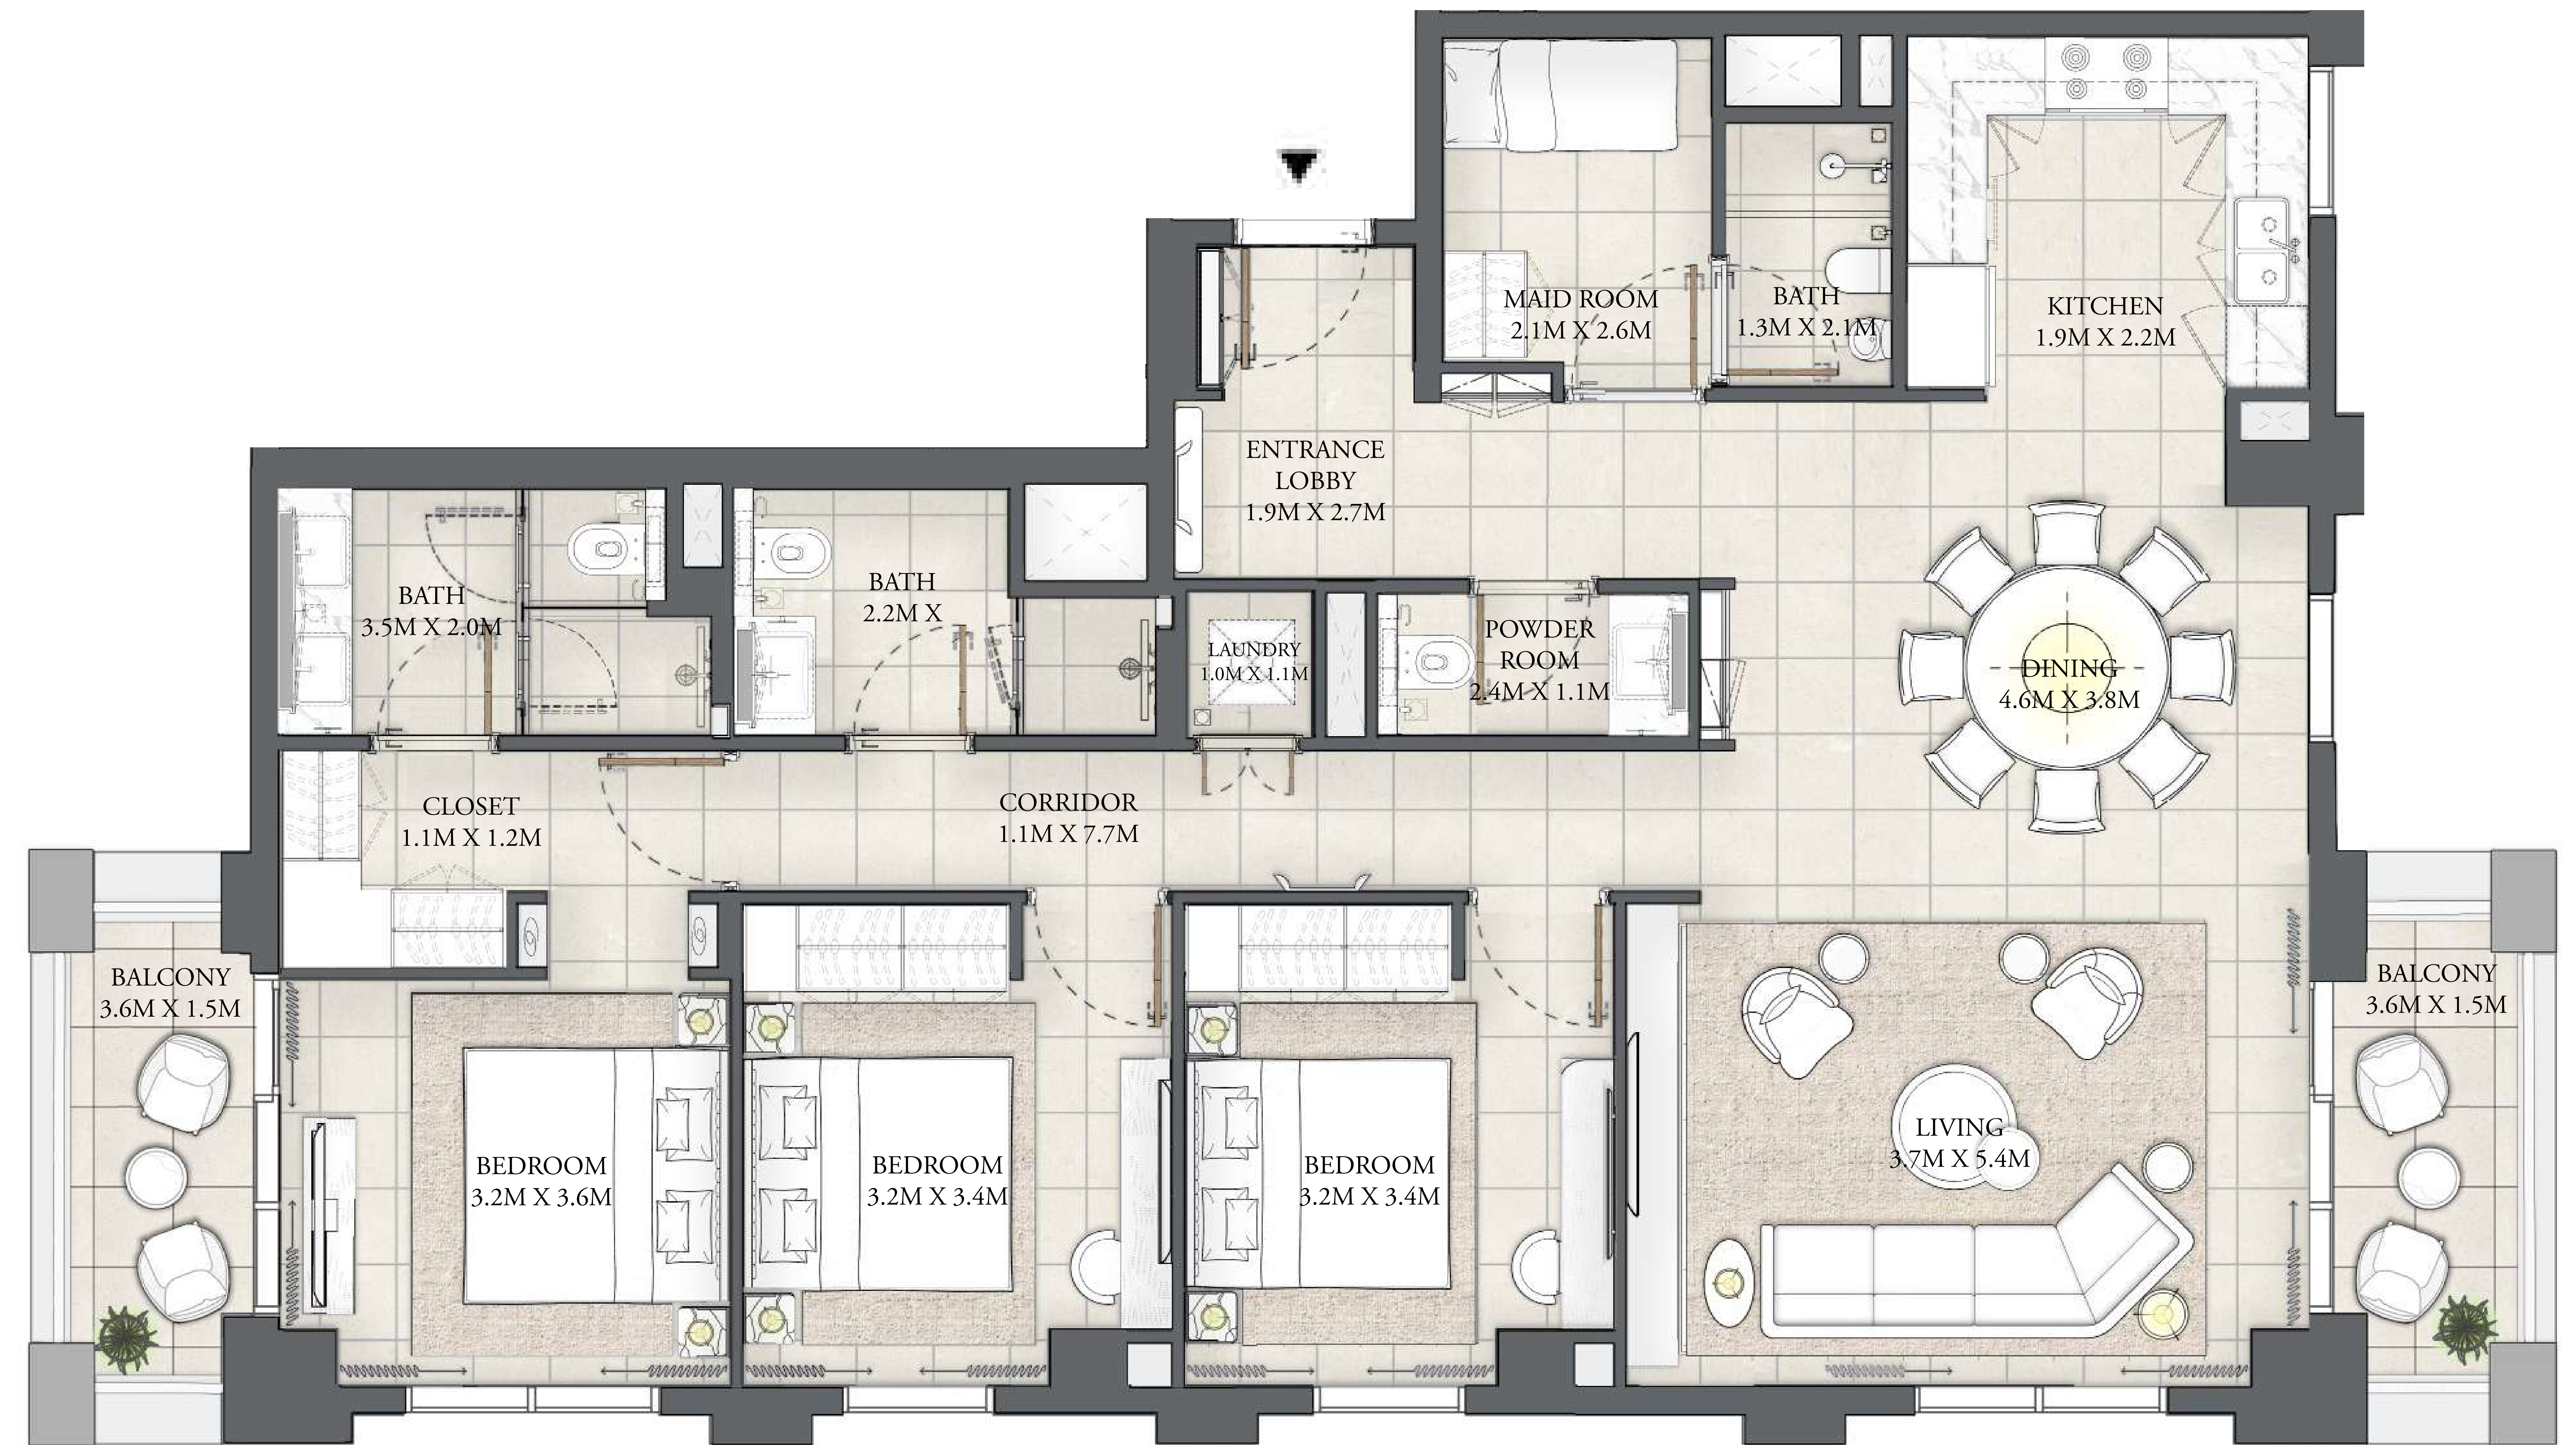 MAID ROOM
2.1M X 2.6M
BATH
1.3M X 2.1M
KITCHEN
1.9M X 2.2M
ENTRANCE
LOBBY
1.9M X 2.7M
BATH
3.5M X 2.0M
BATH
2.2M X
LAUNDRY
1.0M X 1.1M
POWDER
ROOM
2.4M X 1.1M
DINING
4.6M X 3.8M
CLOSET
1.1M X 1.2M
CORRIDOR
1.1M X 7.7M
BALCONY
3.6M X 1.5M
BEDROOM
3.2M X 3.6M
BEDROOM
3.2M X 3.4M
BEDROOM
3.2M X 3.4M
LIVING
3.7M X 5.4M
BALCONY
3.6M X 1.5M